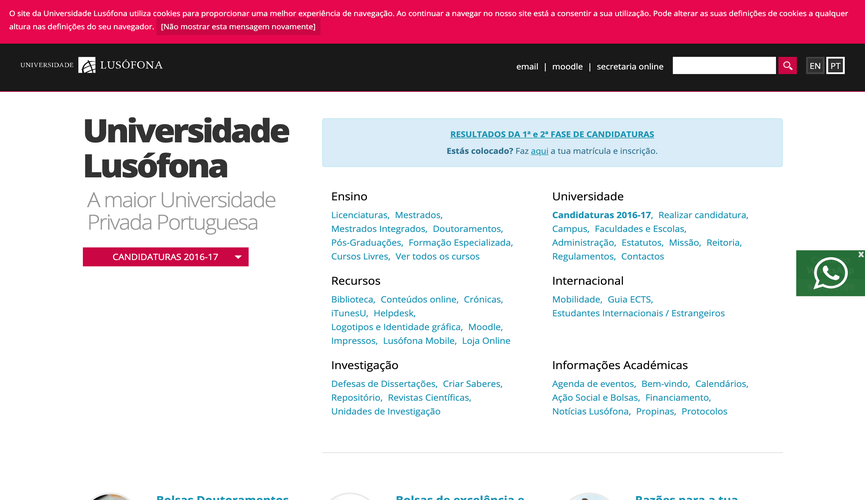 O site da Universidade Lusófona utiliza cookies para proporcionar uma melhor experiência de navegação. Ao continuar a navegar no nosso site está a consentir a sua utilização. Pode alterar as suas definições de cookies a qualquer
altura nas definições do seu navegador. [Não mostrar esta mensagem novamente]
UNIVERSIDADE LUSÓFONA
email | moodle | secretaria online
EN PT
Universidade
Lusófona
A maior Universidade
Privada Portuguesa
CANDIDATURAS 2016-17
RESULTADOS DA 1ª e 2ª FASE DE CANDIDATURAS
Estás colocado? Faz aqui a tua matrícula e inscrição.
Ensino
Licenciaturas, Mestrados,
Mestrados Integrados, Doutoramentos,
Pós-Graduações, Formação Especializada,
Cursos Livres, Ver todos os cursos
Universidade
Candidaturas 2016-17, Realizar candidatura,
Campus, Faculdades e Escolas,
Administração, Estatutos, Missão, Reitoria,
Regulamentos, Contactos
x
Recursos
Biblioteca, Conteúdos online, Crónicas,
iTunesU, Helpdesk,
Logotipos e Identidade gráfica, Moodle,
Impressos, Lusófona Mobile, Loja Online
Internacional
Mobilidade, Guia ECTS,
Estudantes Internacionais / Estrangeiros
Investigação
Defesas de Dissertações, Criar Saberes,
Repositório, Revistas Científicas,
Unidades de Investigação
Informações Académicas
Agenda de eventos, Bem-vindo, Calendários,
Ação Social e Bolsas, Financiamento,
Notícias Lusófona, Propinas, Protocolos
Bolsas Doutoramentos
Bolsas de excelência e
Razões para a tua